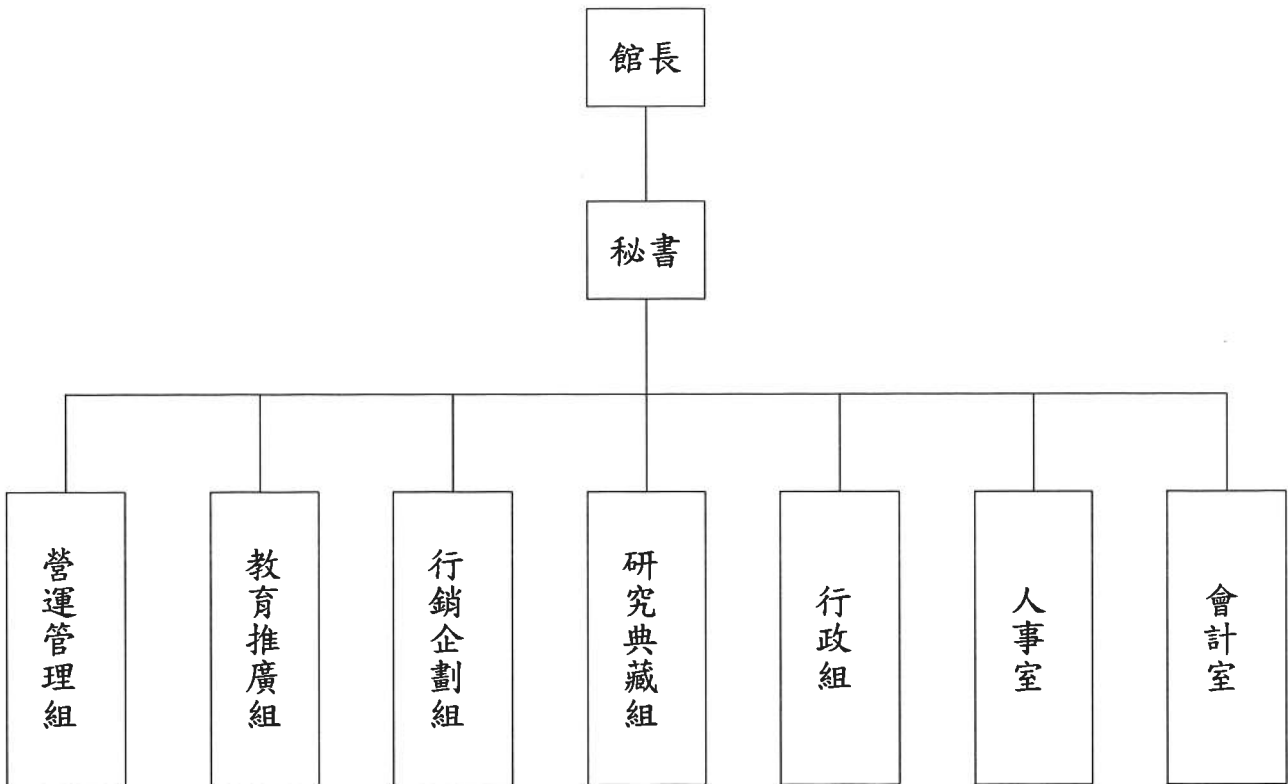 館長
秘書
營運管理組
教育推廣組
行銷企劃組
研究典藏組
行政組
人事室
會計室